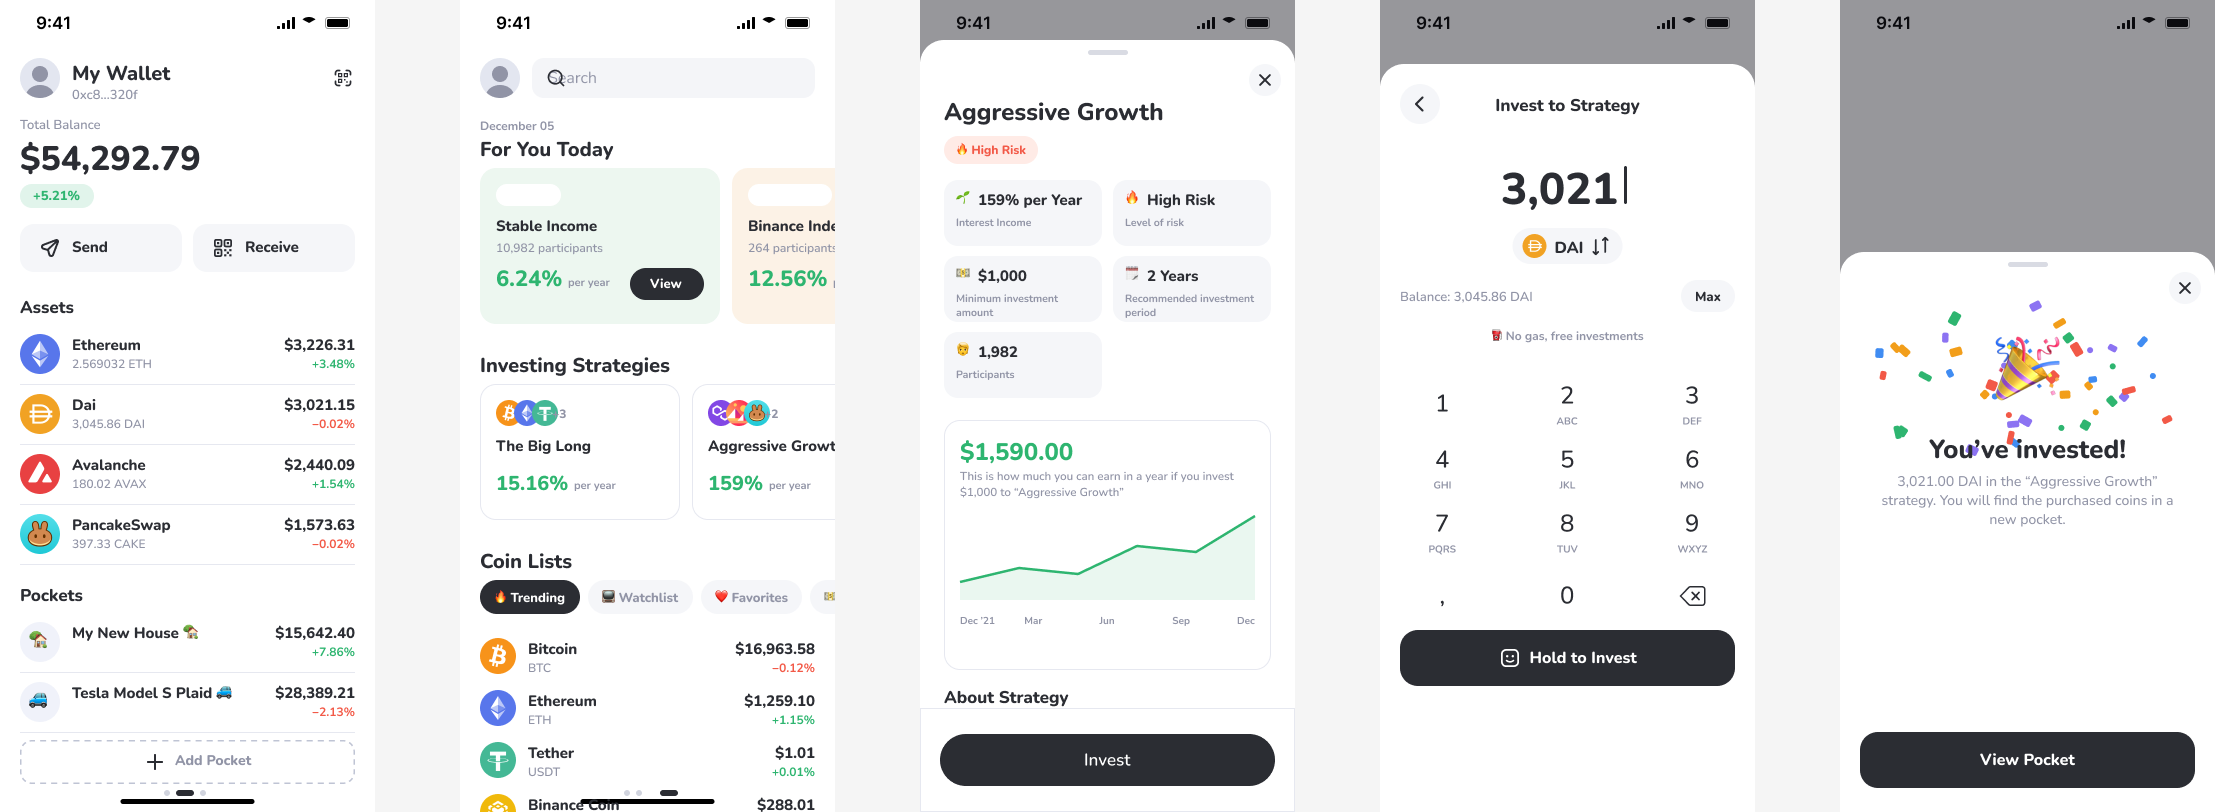 9:41
My Wallet
0xc8...320f
Total Balance
$54,292.79
+5.21%
Send
Receive
Assets
Ethereum
$3,226.31
2.569032 ETH
+3.48%
Dai
$3,021.15
3,045.86 DAI
−0.02%
Avalanche
$2,440.09
180.02 AVAX
+1.54%
PancakeSwap
$1,573.63
397.33 CAKE
−0.02%
Pockets
My New House
$15,642.40
+7.86%
Tesla Model S Plaid
$28,389.21
−2.13%
Add Pocket
9:41
Search
December 05
For You Today
Stable Income
10,982 participants
6.24% per year
View
Binance Inde
264 participants
12.56%
Investing Strategies
+3
The Big Long
15.16% per year
+2
Aggressive Growt
159% per year
Coin Lists
Trending
Watchlist
Favorites
Bitcoin
$16,963.58
BTC
−0.12%
Ethereum
$1,259.10
ETH
+1.15%
Tether
$1.01
USDT
+0.01%
Binance Coin
$288.01
9:41
Aggressive Growth
High Risk
159% per Year
Interest Income
High Risk
Level of risk
$1,000
Minimum investment
amount
2 Years
Recommended investment
period
1,982
Participants
$1,590.00
This is how much you can earn in a year if you invest
$1,000 to “Aggressive Growth”
Dec ’21 Mar Jun Sep Dec
About Strategy
Invest
9:41
Invest to Strategy
3,021
DAI
Balance: 3,045.86 DAI
Max
No gas, free investments
1
2
ABC
3
DEF
4
GHI
5
JKL
6
MNO
7
PQRS
8
TUV
9
WXYZ
,
0
Hold to Invest
9:41
You’ve invested!
3,021.00 DAI in the “Aggressive Growth”
strategy. You will find the purchased coins in a
new pocket.
View Pocket